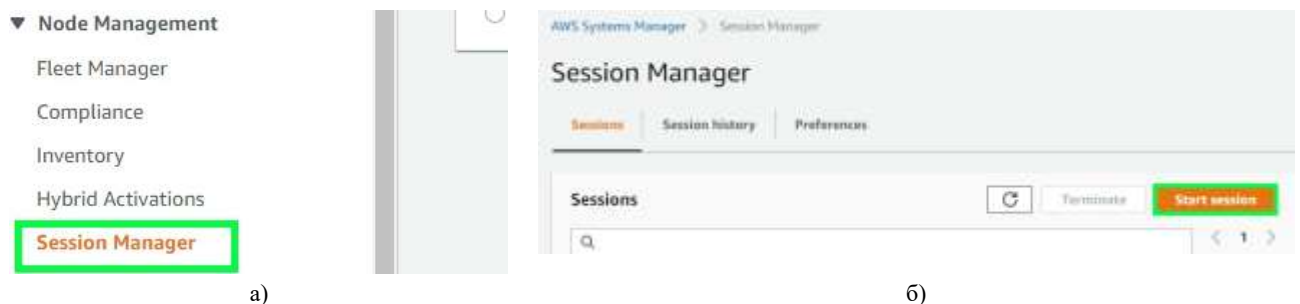 Node Management
Fleet Manager
Compliance
Inventory
Hybrid Activations
Session Manager
а)
AWS Systems Manager > Session Manager
Session Manager
Sessions Session history Preferences
Sessions Terminate Start session
< 1 >
б)